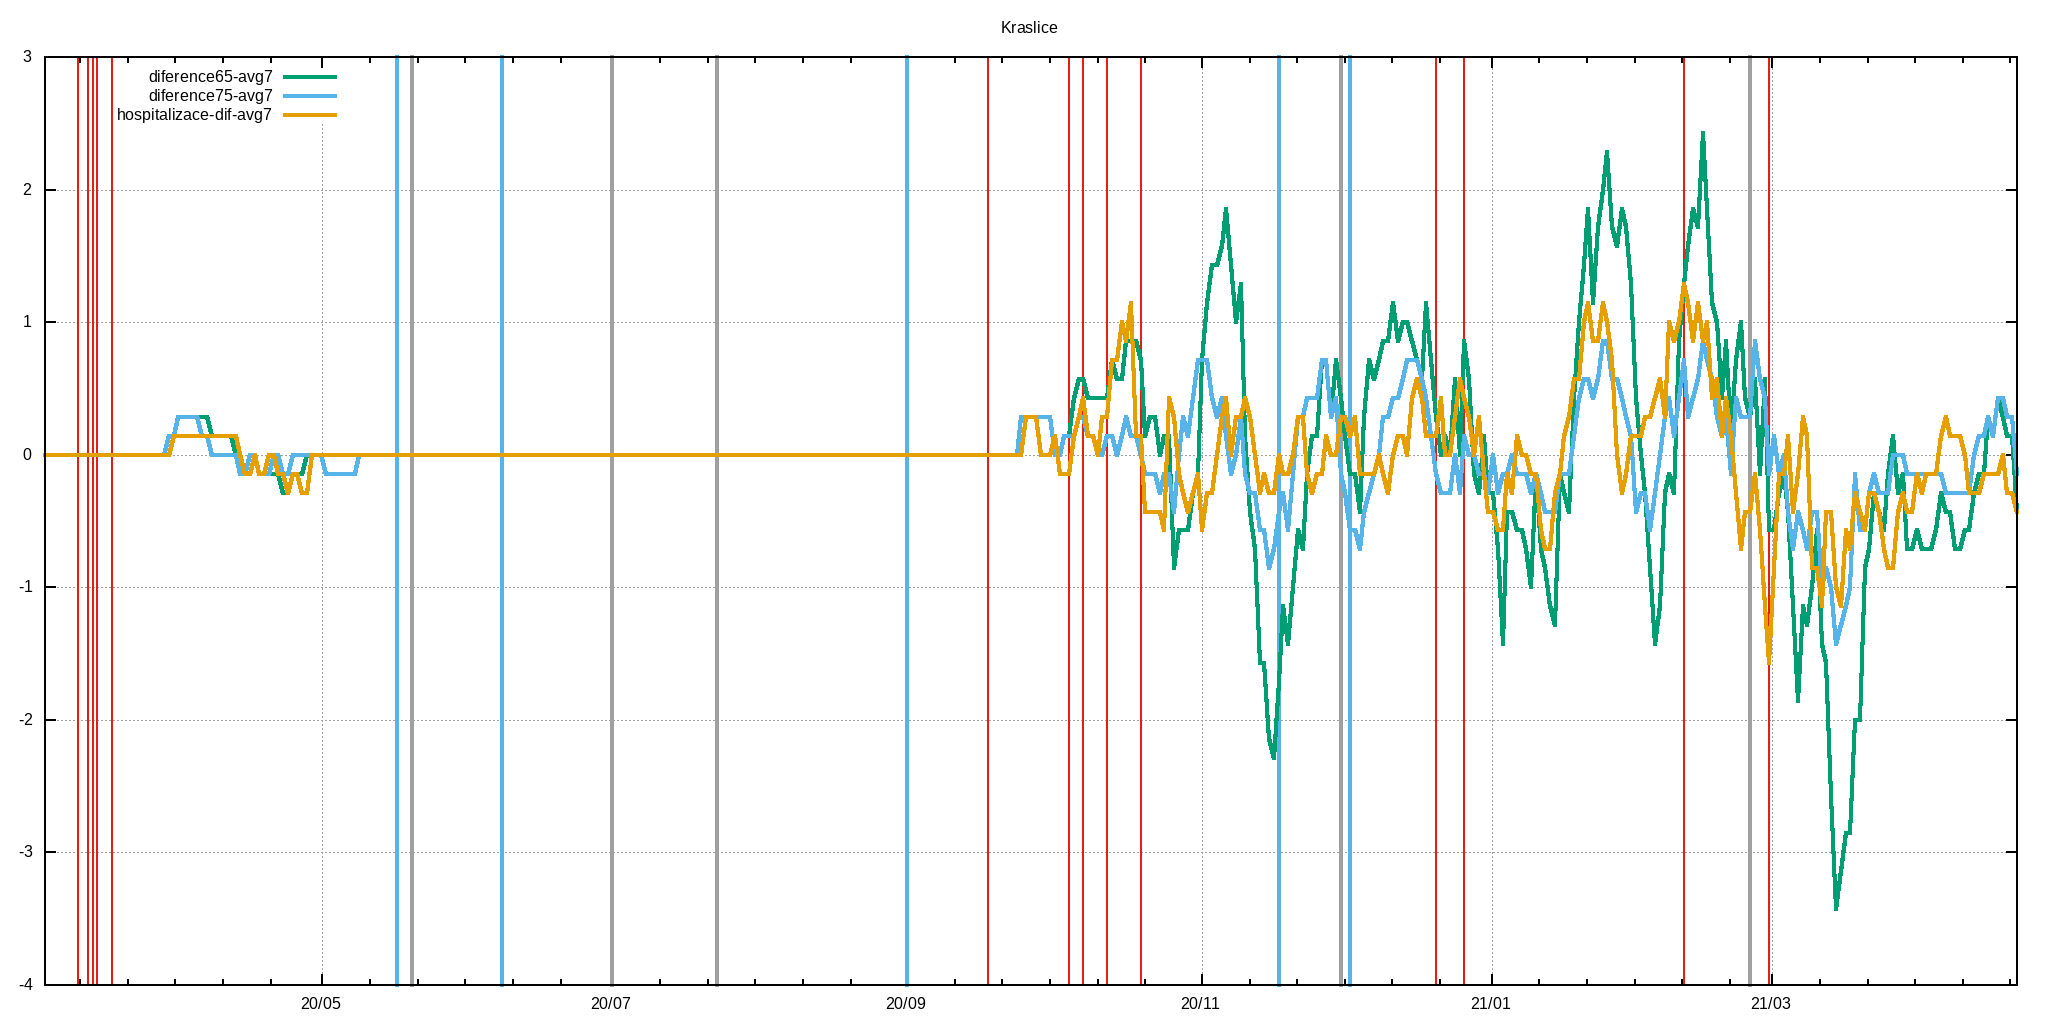 Kraslice
3
diference65-avg7
diference75-avg7
hospitalizace-dif-avg7
2
1
0
-1
-2
-3
-4
20/05 20/07 20/09 20/11 21/01 21/03